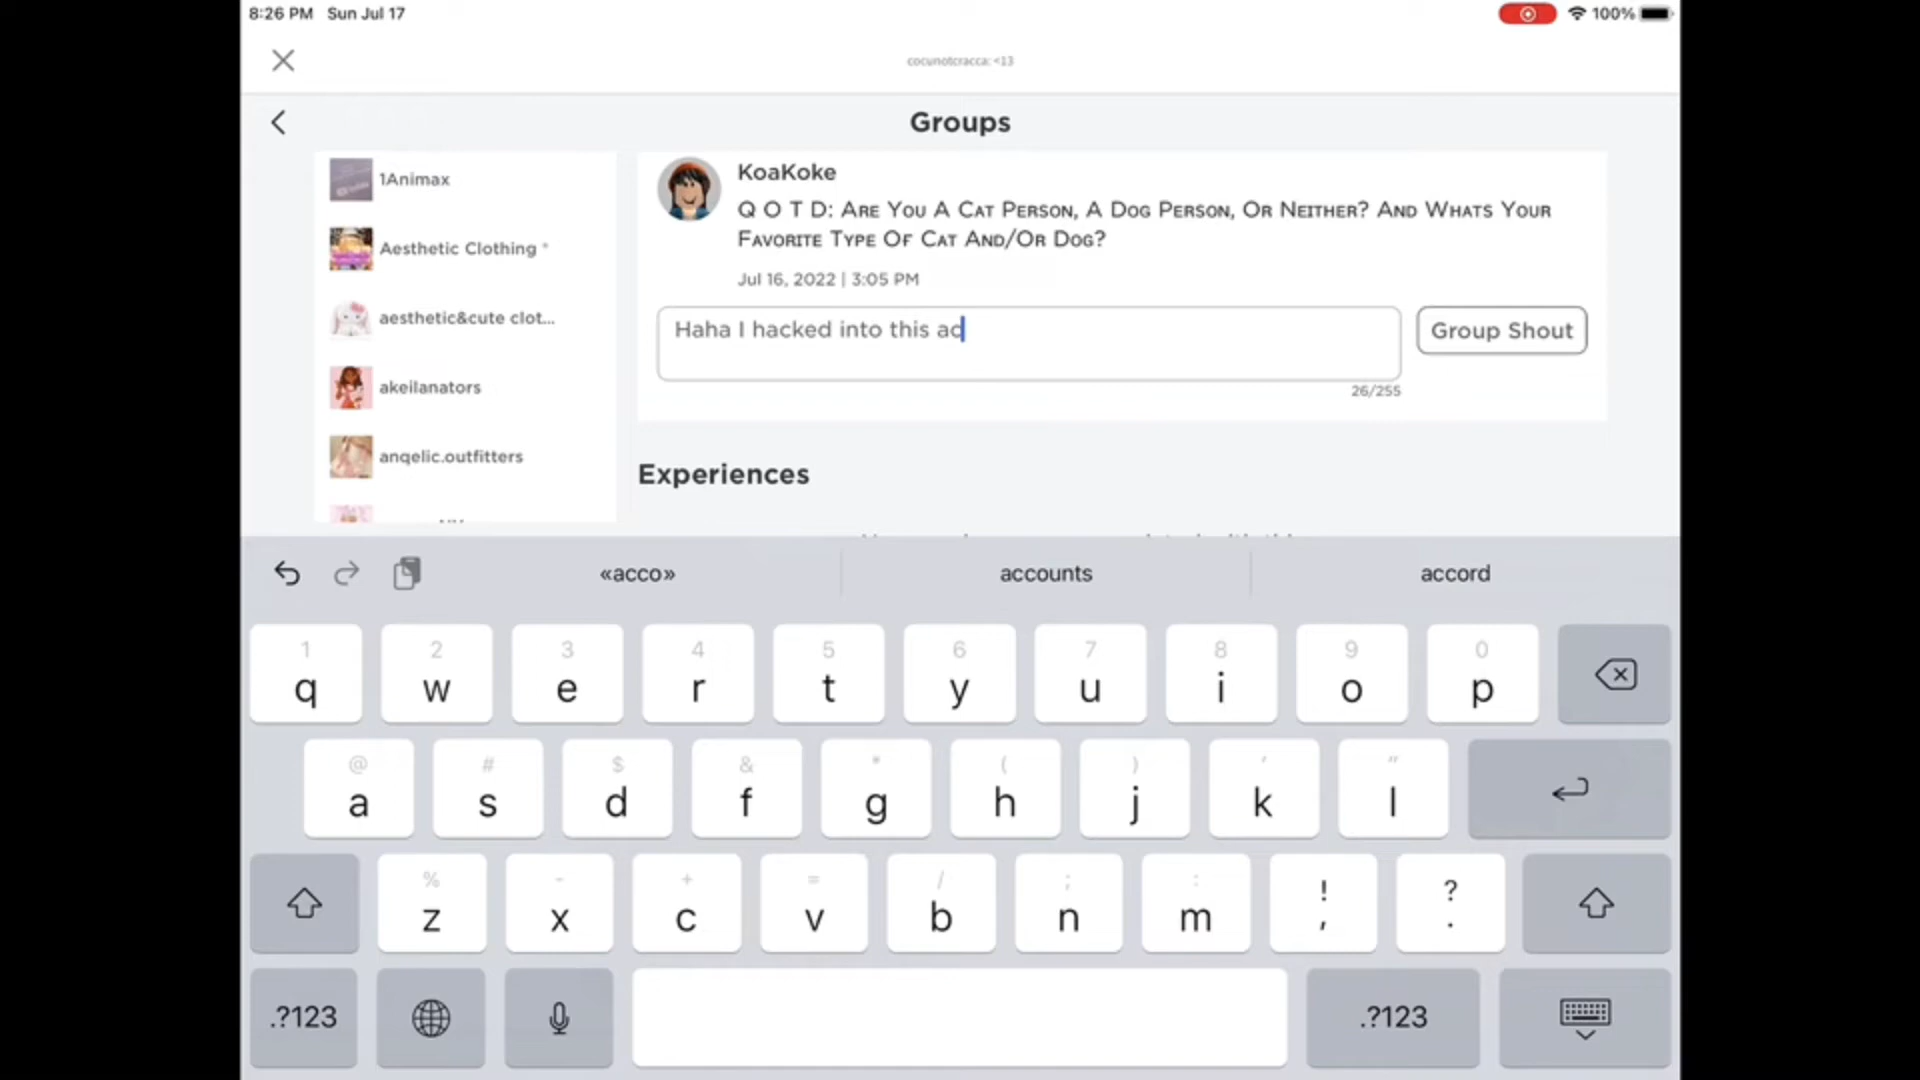 8:26 PM Sun Jul 17
100%
cocunotcracca: <13
Groups
1Animax
Aesthetic Clothing *
aesthetic&cute clot...
akeilanators
anqelic.outfitters
KoaKoke
Q O T D: Are You A Cat Person, A Dog Person, Or Neither? And Whats Your
Favorite Type Of Cat And/Or Dog?
Jul 16, 2022 | 3:05 PM
Haha I hacked into this ac
Group Shout
26/255
Experiences
«acco» accounts accord
1 2 3 4 5 6 7 8 9 0
q w e r t y u i o p
@ # $ & * ( ) ' "
a s d f g h j k l
% - + = / ; : ! ?
z x c v b n m , .
.?123 .?123